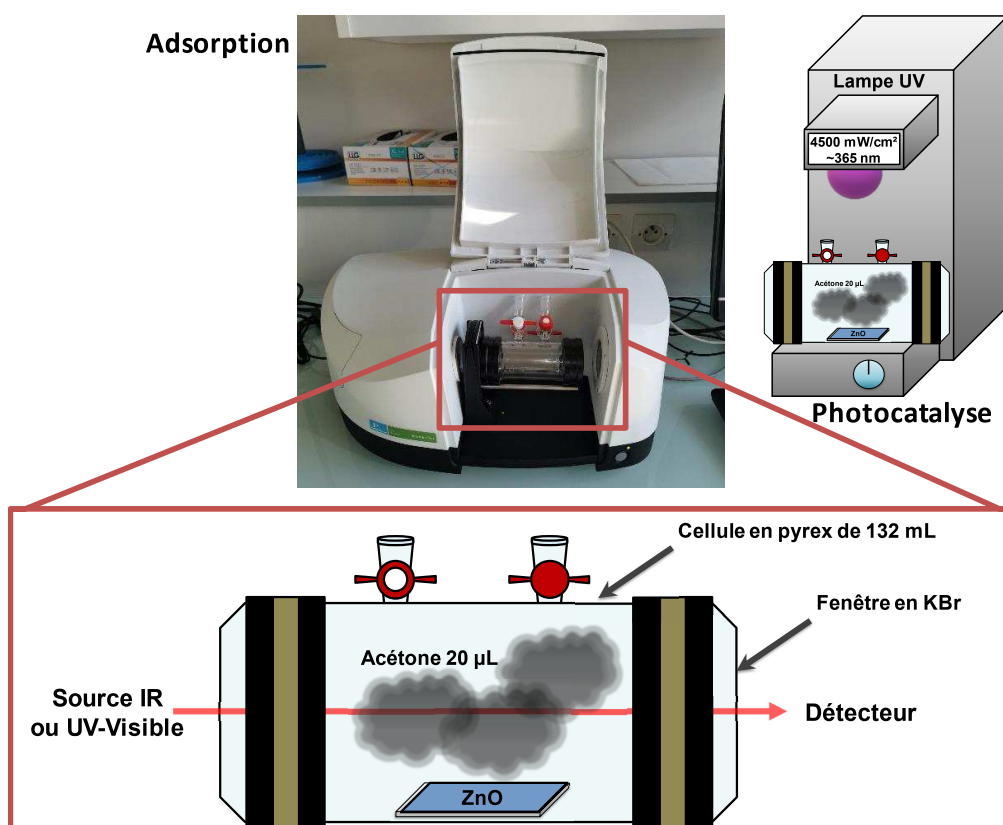 Adsorption
Lampe UV
4500 mW/cm²
~365 nm
Acétone 20 µL
ZnO
Photocatalyse
Cellule en pyrex de 132 mL
Fenêtre en KBr
Acétone 20 µL
Source IR
ou UV-Visible
Détecteur
ZnO